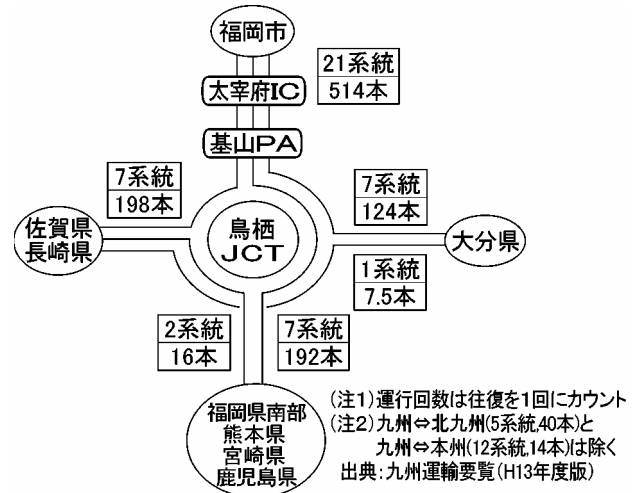 福岡市
21系統
514本
太宰府IC
基山PA
7系統
198本
7系統
124本
佐賀県
長崎県
鳥栖
JCT
大分県
1系統
7.5本
2系統
16本
7系統
192本
福岡県南部
熊本県
宮崎県
鹿児島県
(注1)運行回数は往復を1回にカウント
(注2)九州⇔北九州(5系統,40本)と
九州⇔本州(12系統,14本)は除く
出典:九州運輸要覧(H13年度版)